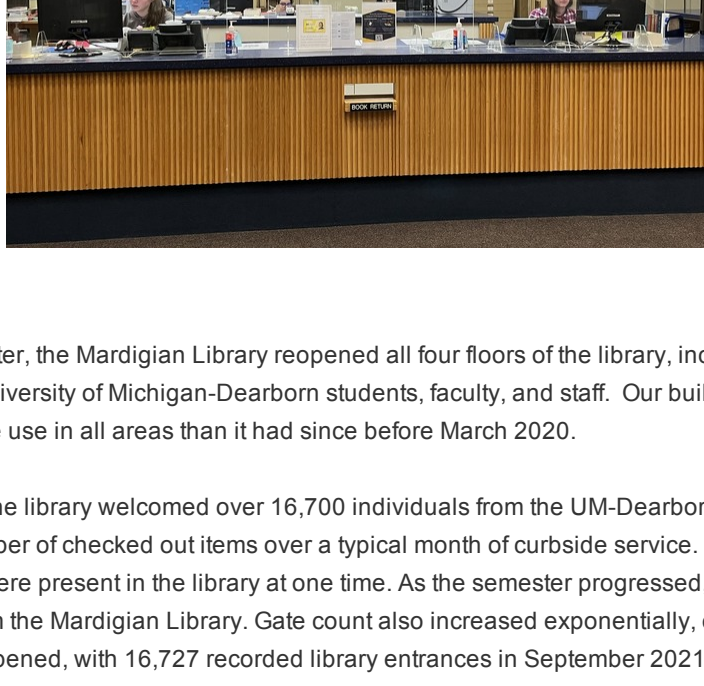 BOOK RETURN
ter, the Mardigian Library reopened all four floors of the library, inc
iversity of Michigan-Dearborn students, faculty, and staff. Our buil
use in all areas than it had since before March 2020.
he library welcomed over 16,700 individuals from the UM-Dearbor
ber of checked out items over a typical month of curbside service.
ere present in the library at one time. As the semester progressed,
n the Mardigian Library. Gate count also increased exponentially,
pened, with 16,727 recorded library entrances in September 2021